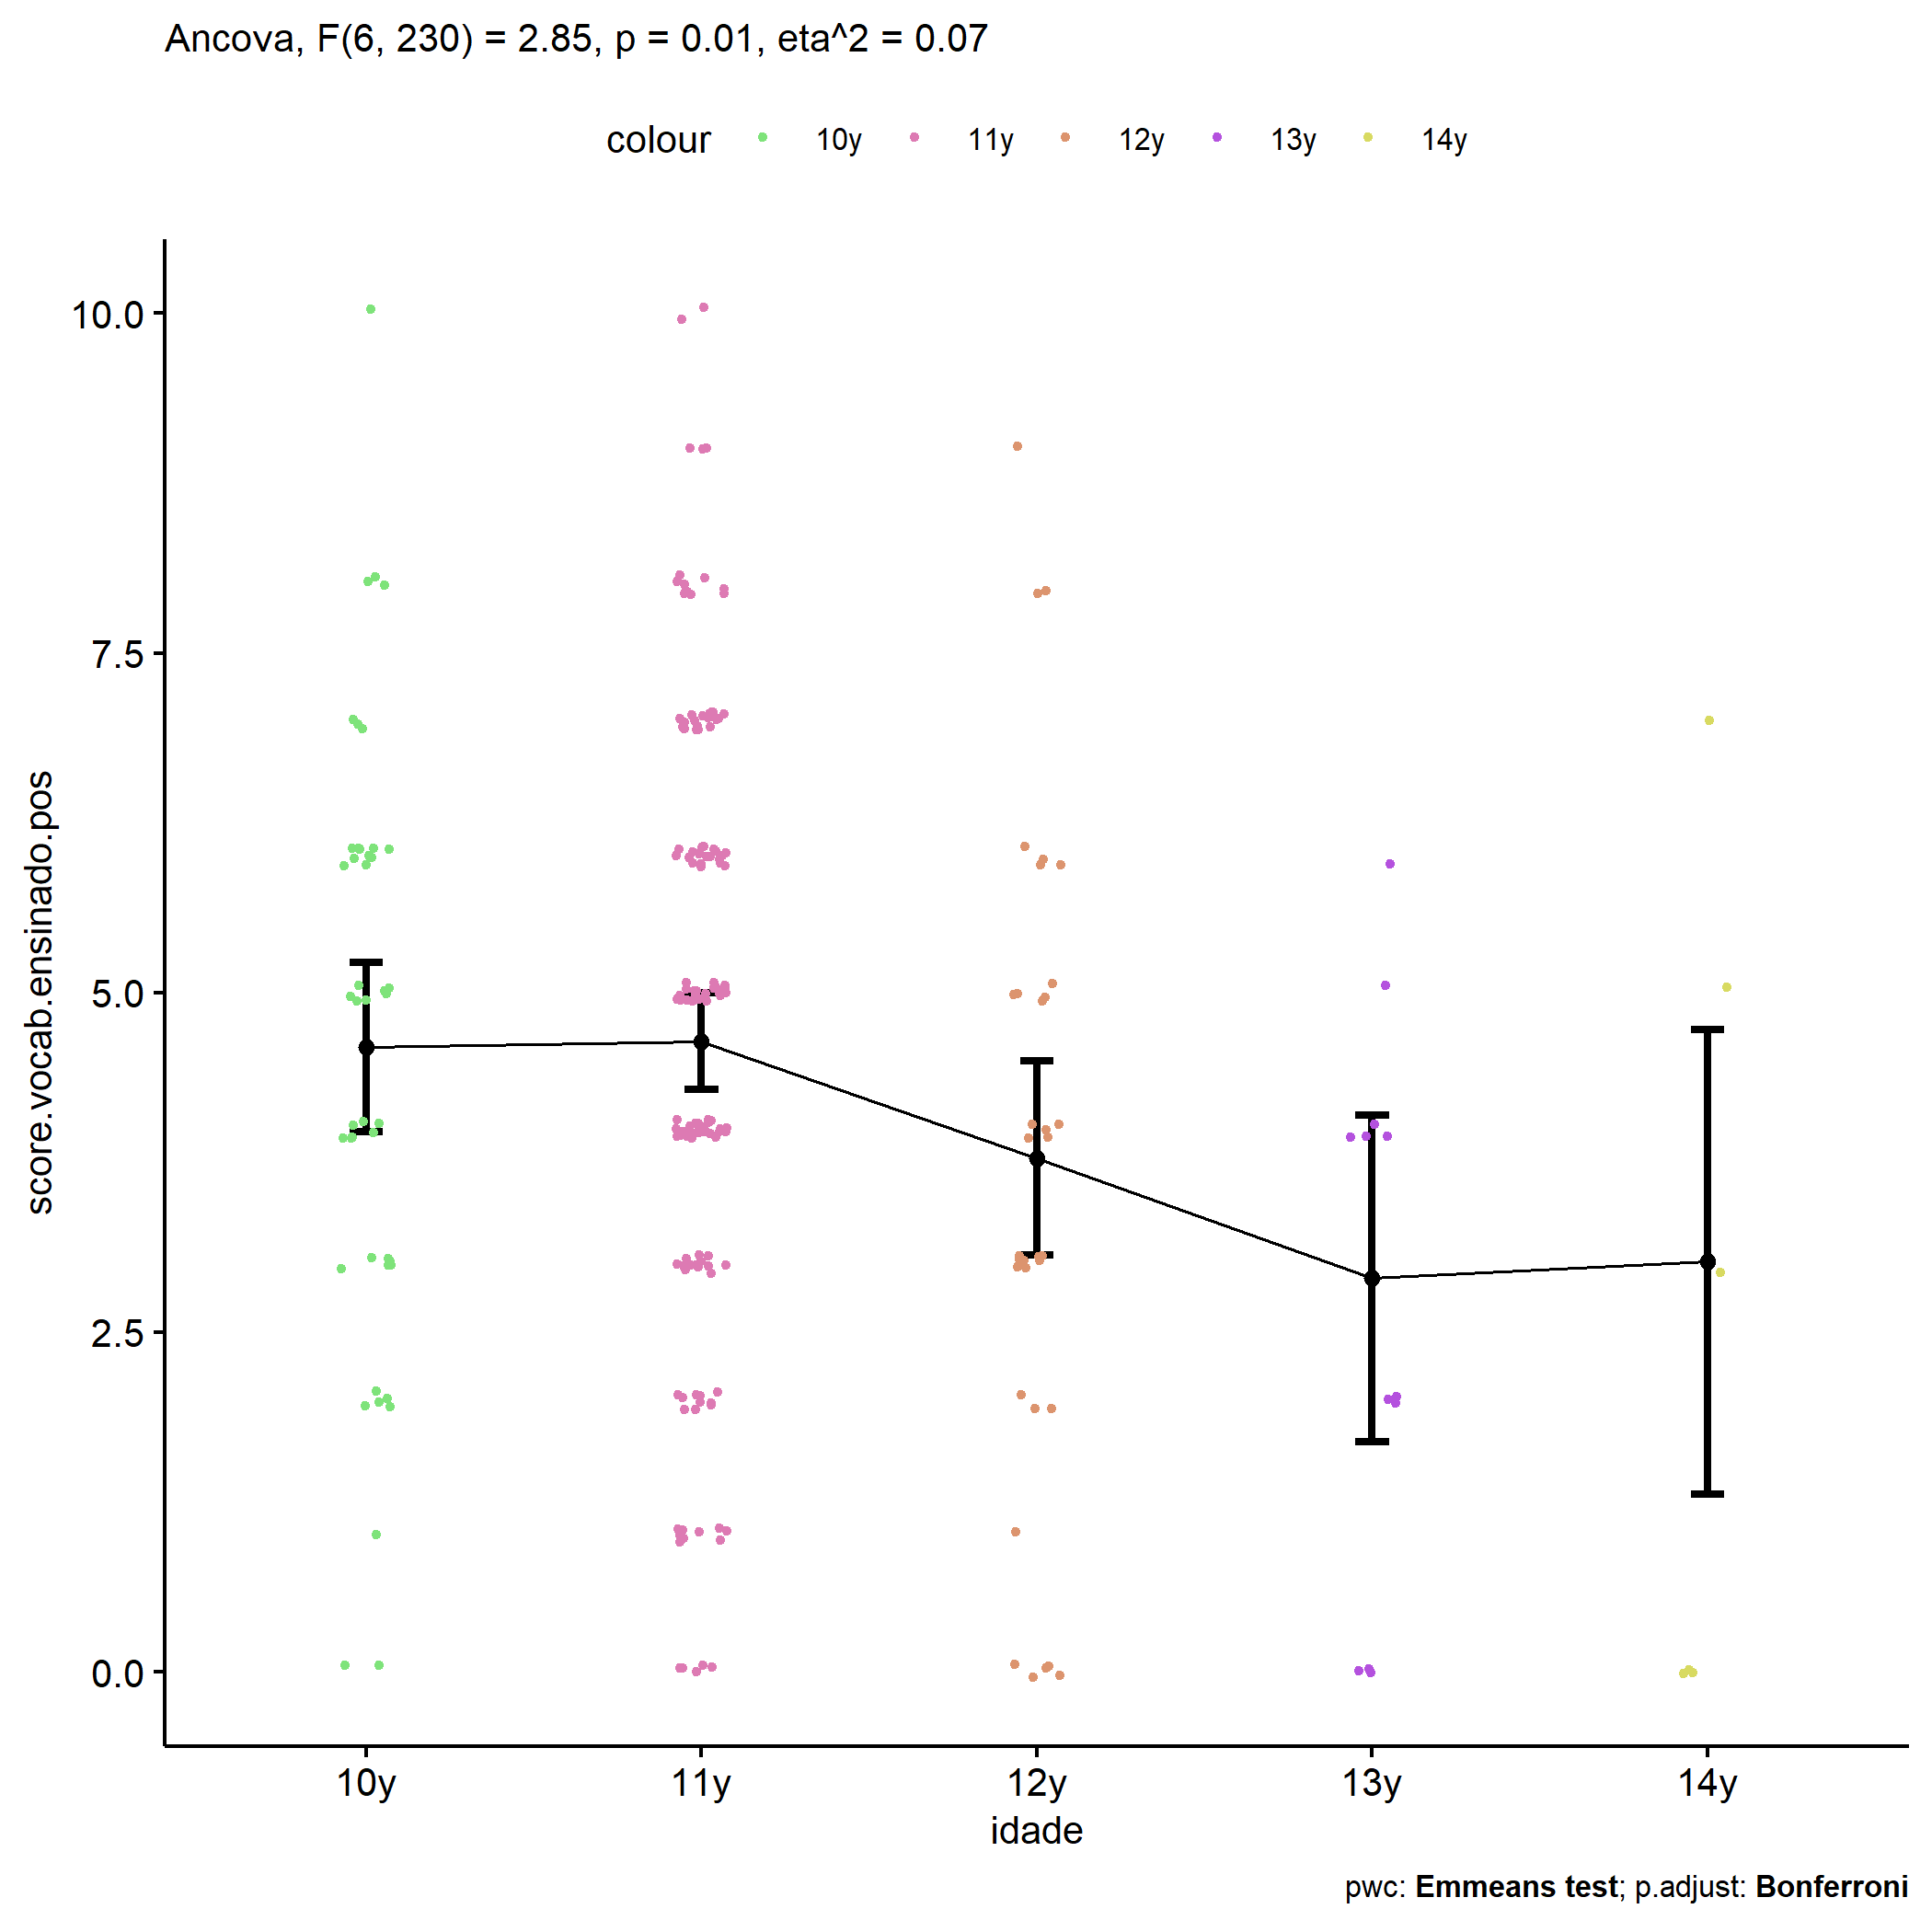 Ancova, F(6, 230) = 2.85, p = 0.01, eta^2 = 0.07
colour 10y 11y 12y 13y 14y
10.0
7.5
5.0
2.5
0.0
score.vocab.ensinado.pos
10y 11y 12y 13y 14y
idade
pwc: Emmeans test; p.adjust: Bonferroni